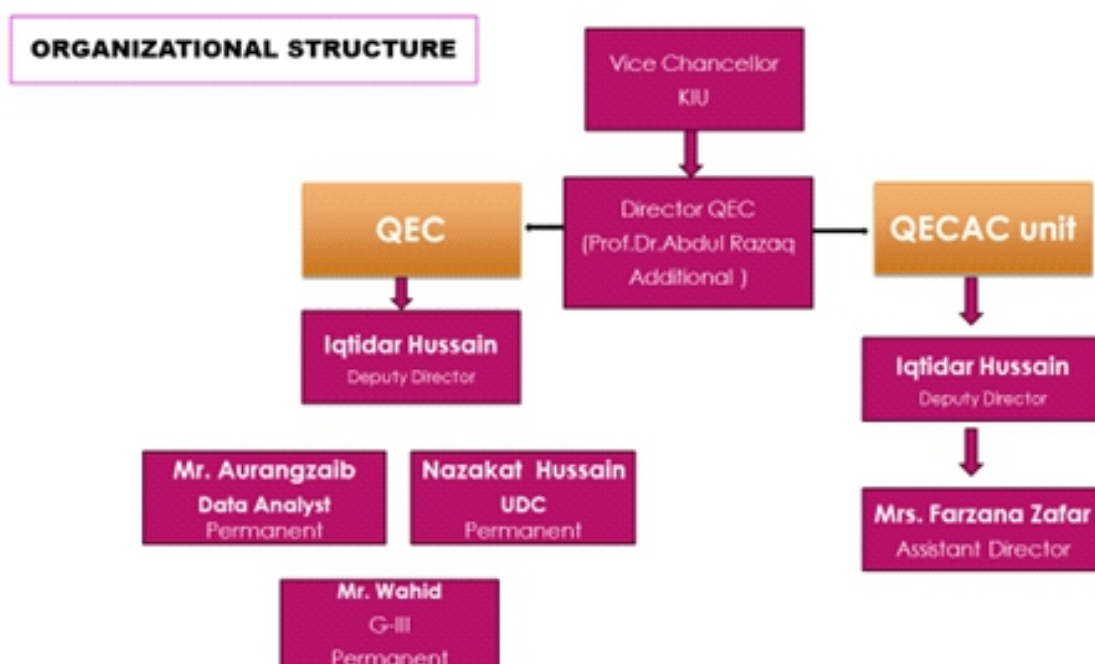 ORGANIZATIONAL STRUCTURE
Vice Chancellor
KIU
QEC
Director QEC
(Prof.Dr.Abdul Razaq
Additional )
QECAC unit
Iqtidar Hussain
Deputy Director
Iqtidar Hussain
Deputy Director
Mr. Aurangzaib
Data Analyst
Permanent
Nazakat Hussain
UDC
Permanent
Mrs. Farzana Zafar
Assistant Director
Mr. Wahid
G-III
Permanent